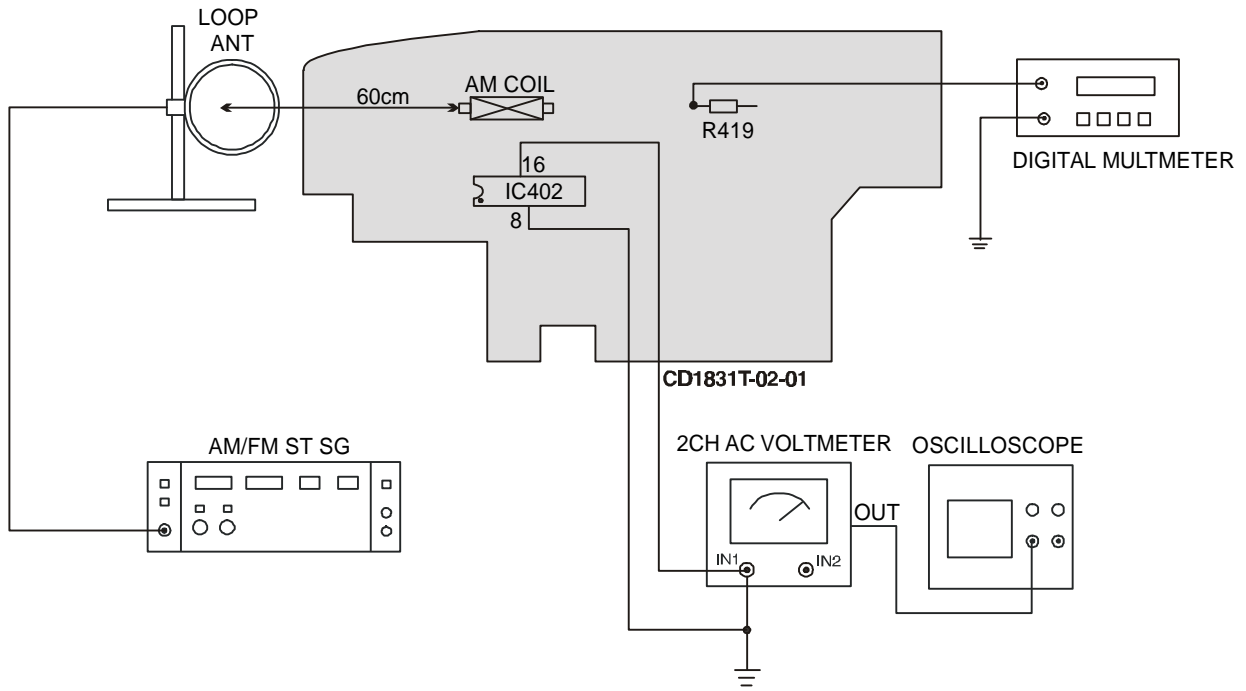 LOOP
ANT
60cm
AM COIL
R419
16
IC402
8
DIGITAL MULTMETER
CD1831T-02-01
AM/FM ST SG
2CH AC VOLTMETER
OSCILLOSCOPE
OUT
IN1
IN2